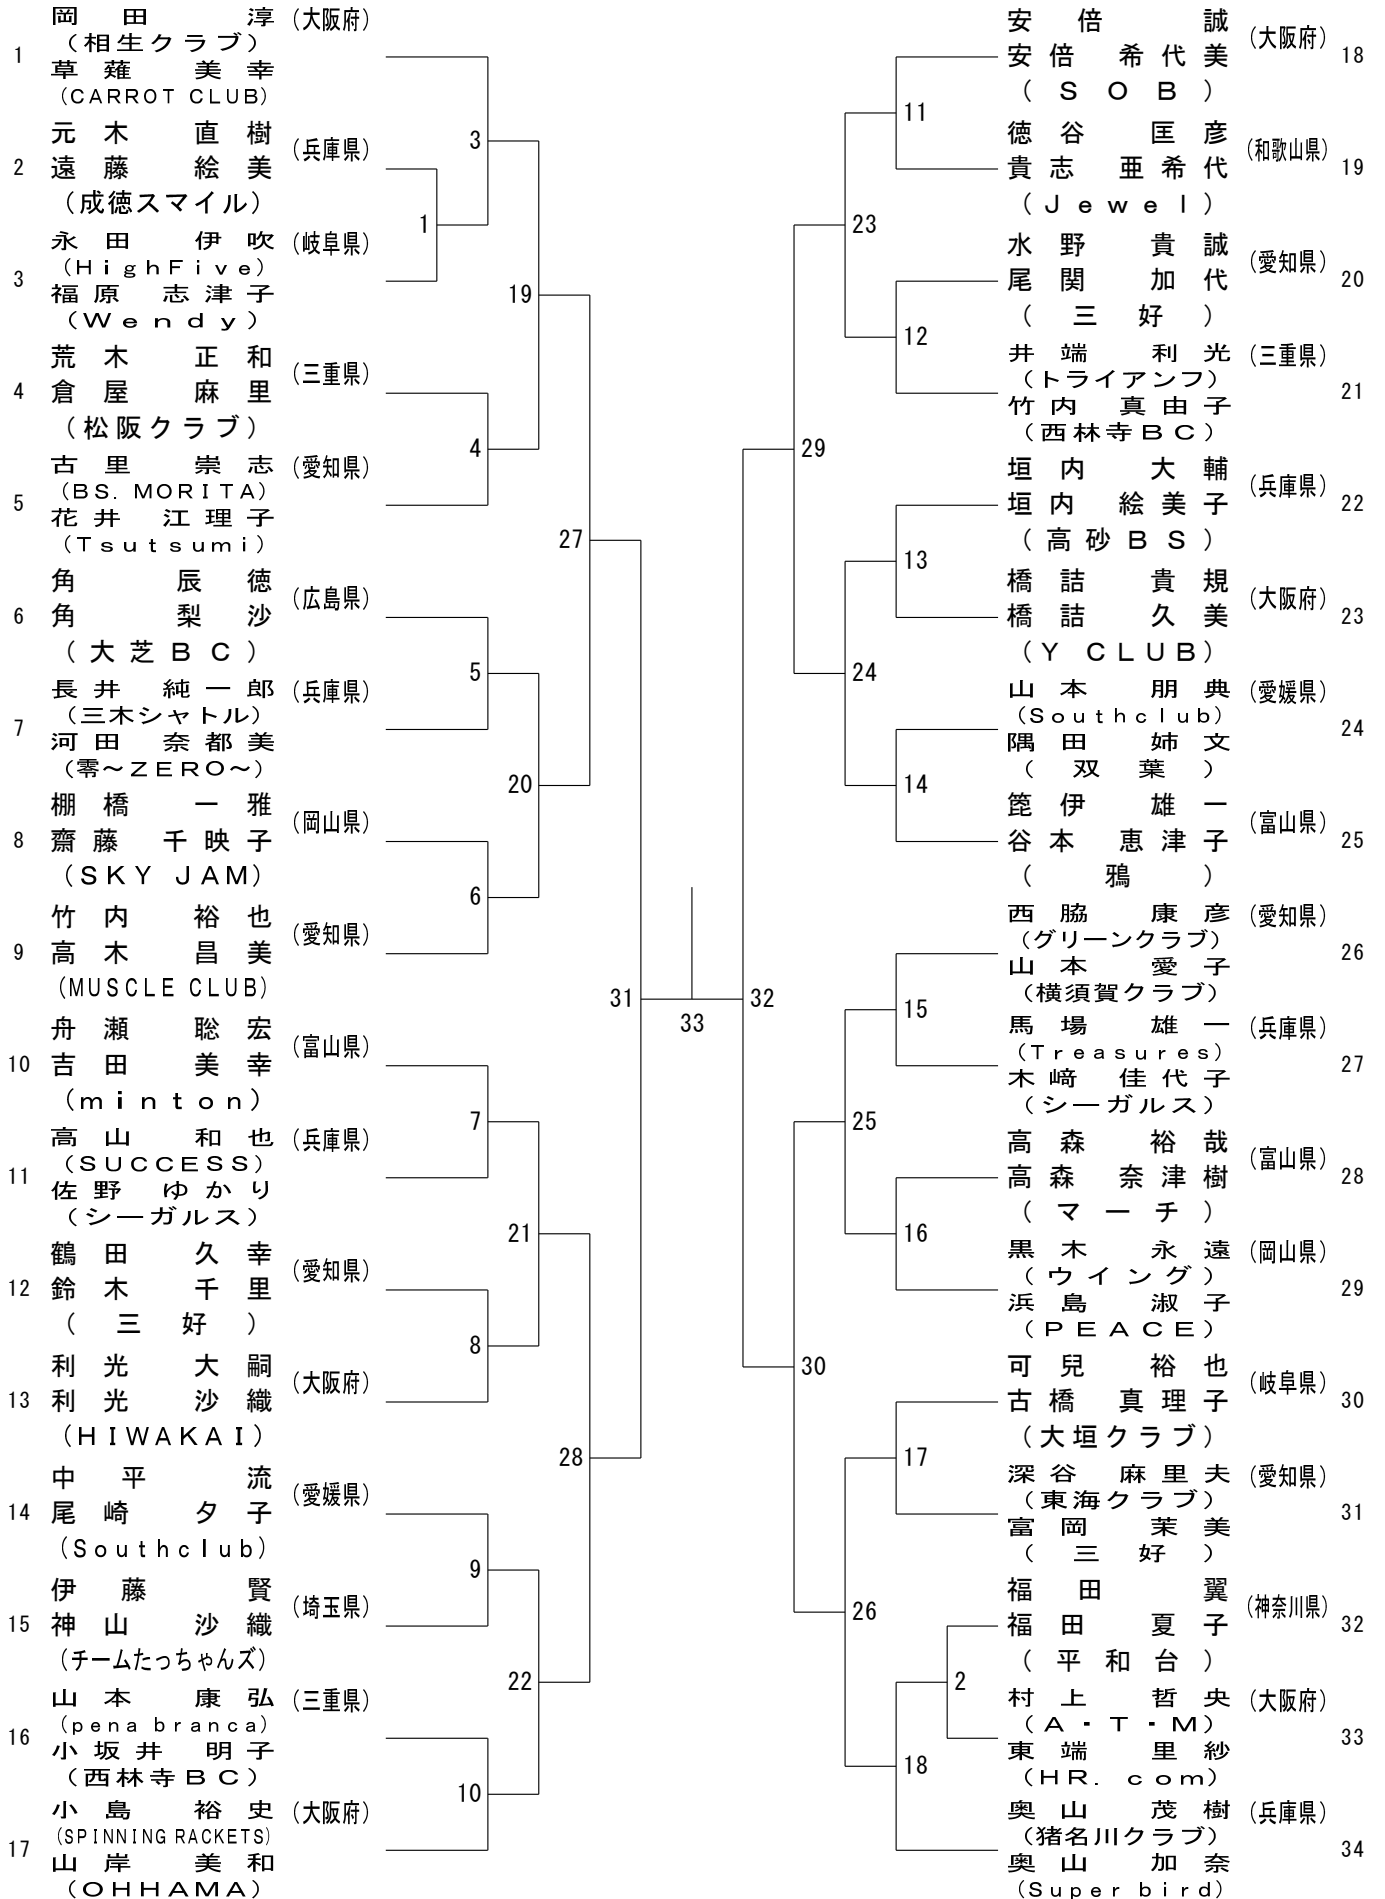 岡田 淳 (大阪府)
(相生クラブ)
1
草薙 美幸
(CARROT CLUB)
元木 直樹
(兵庫県)
2 遠藤 絵美
(成徳スマイル)
永田 伊吹 (岐阜県)
(HighFive)
3
福原 志津子
(Wendy)
荒木 正和
(三重県)
4 倉屋 麻里
(松阪クラブ)
古里 崇志 (愛知県)
(BS. MORITA)
5
花井 江理子
(Tsutsumi)
角 辰徳
(広島県)
6 角 梨沙
(大芝BC)
長井 純一郎 (兵庫県)
(三木シャトル)
7
河田 奈都美
(零～ZERO～)
棚橋 一雅
(岡山県)
8 齋藤 千映子
(SKY JAM)
竹内 裕也
(愛知県)
9 高木 昌美
(MUSCLE CLUB)
舟瀬 聡宏
(富山県)
10 吉田 美幸
(minton)
高山 和也 (兵庫県)
(SUCCESS)
11
佐野 ゆかり
(シーガルス)
鶴田 久幸
(愛知県)
12 鈴木 千里
(三好)
利光 大嗣
(大阪府)
13 利光 沙織
(HIWAKAI)
中平 流
(愛媛県)
14 尾崎 夕子
(Southclub)
伊藤 賢
(埼玉県)
15 神山 沙織
(チームたっちゃんズ)
山本 康弘 (三重県)
(pena branca)
16
小坂井 明子
(西林寺BC)
小島 裕史 (大阪府)
(SPINNING RACKETS)
17
山岸 美和
(OHHAMA)
3
1
19
4
27
5
20
6
31
7
21
8
28
9
22
10
33
32
11
23
12
29
13
24
14
15
25
16
30
17
26
2
18
安倍 誠
(大阪府)
安倍 希代美 18
(SOB)
徳谷 匡彦
(和歌山県)
貴志 亜希代 19
(Jewel)
水野 貴誠
(愛知県)
尾関 加代 20
(三好)
井端 利光 (三重県)
(トライアンフ)
21
竹内 真由子
(西林寺BC)
垣内 大輔
(兵庫県)
垣内 絵美子 22
(高砂BS)
橋詰 貴規
(大阪府)
橋詰 久美 23
(Y CLUB)
山本 朋典 (愛媛県)
(Southclub)
24
隅田 姉文
(双葉)
箆伊 雄一
(富山県)
谷本 恵津子 25
(鴉)
西脇 康彦 (愛知県)
(グリーンクラブ)
26
山本 愛子
(横須賀クラブ)
馬場 雄一 (兵庫県)
(Treasures)
27
木﨑 佳代子
(シーガルス)
高森 裕哉
(富山県)
高森 奈津樹 28
(マーチ)
黒木 永遠 (岡山県)
(ウイング)
29
浜島 淑子
(PEACE)
可兒 裕也
(岐阜県)
古橋 真理子 30
(大垣クラブ)
深谷 麻里夫 (愛知県)
(東海クラブ)
31
富岡 茉美
(三好)
福田 翼
(神奈川県)
福田 夏子 32
(平和台)
村上 哲央 (大阪府)
(A・T・M)
33
東端 里紗
(HR. com)
奥山 茂樹 (兵庫県)
(猪名川クラブ)
34
奥山 加奈
(Super bird)